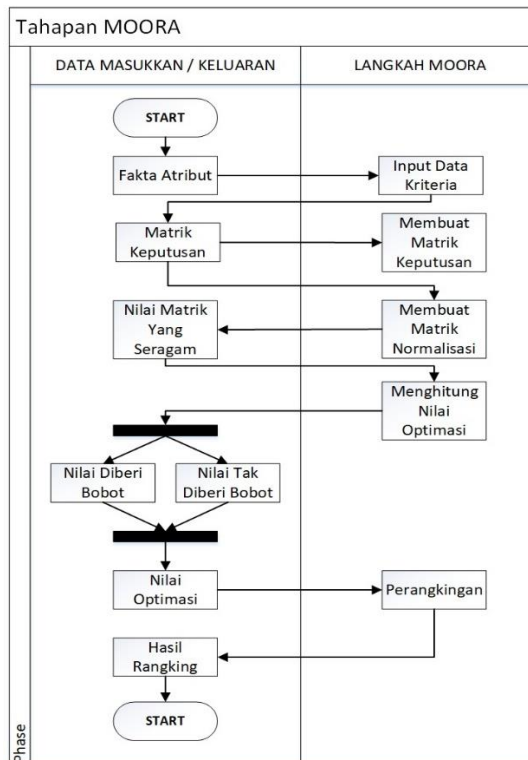 Tahapan MOORA
DATA MASUKKAN / KELUARAN
LANGKAH MOORA
START
Fakta Atribut
Input Data
Kriteria
Matrik
Keputusan
Membuat
Matrik
Keputusan
Nilai Matrik
Yang
Seragam
Membuat
Matrik
Normalisasi
Menghitung
Nilai
Optimasi
Nilai Diberi
Bobot
Nilai Tak
Diberi Bobot
Nilai
Optimasi
Perangkingan
Hasil
Rangking
START
Phase